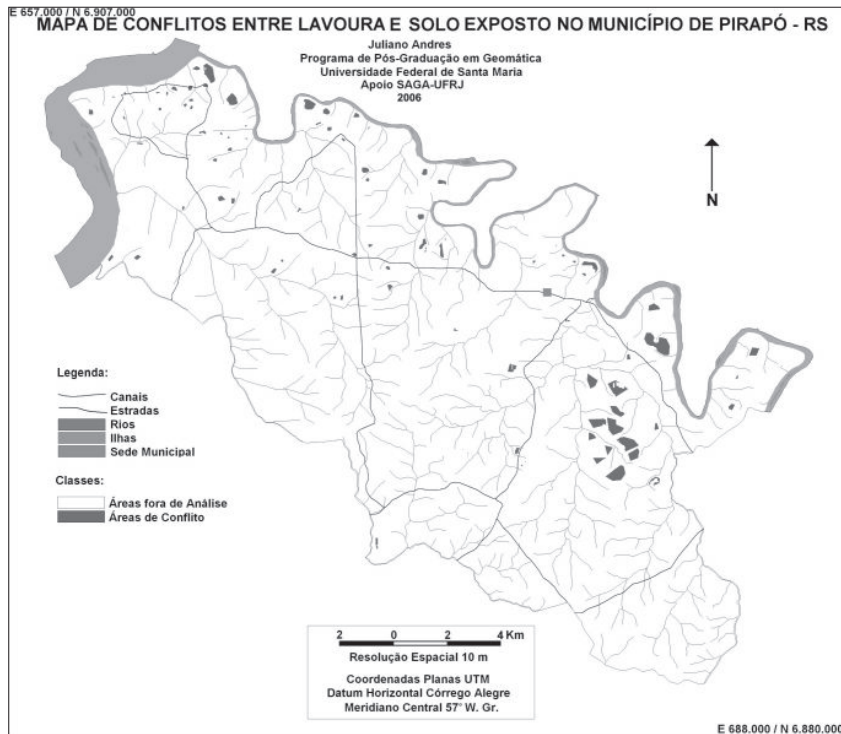 E 657.000 / N 6.907.000
MAPA DE CONFLITOS ENTRE LAVOURA E SOLO EXPOSTO NO MUNICÍPIO DE PIRAPÓ - RS
Juliano Andres
Programa de Pós-Graduação em Geomática
Universidade Federal de Santa Maria
Apoio SAGA-UFRJ
2006
N
Legenda:
Canais
Estradas
Rios
Ilhas
Sede Municipal
Classes:
Áreas fora de Análise
Áreas de Conflito
2 0 2 4 Km
Resolução Espacial 10 m
Coordenadas Planas UTM
Datum Horizontal Córrego Alegre
Meridiano Central 57° W. Gr.
E 688.000 / N 6.880.000